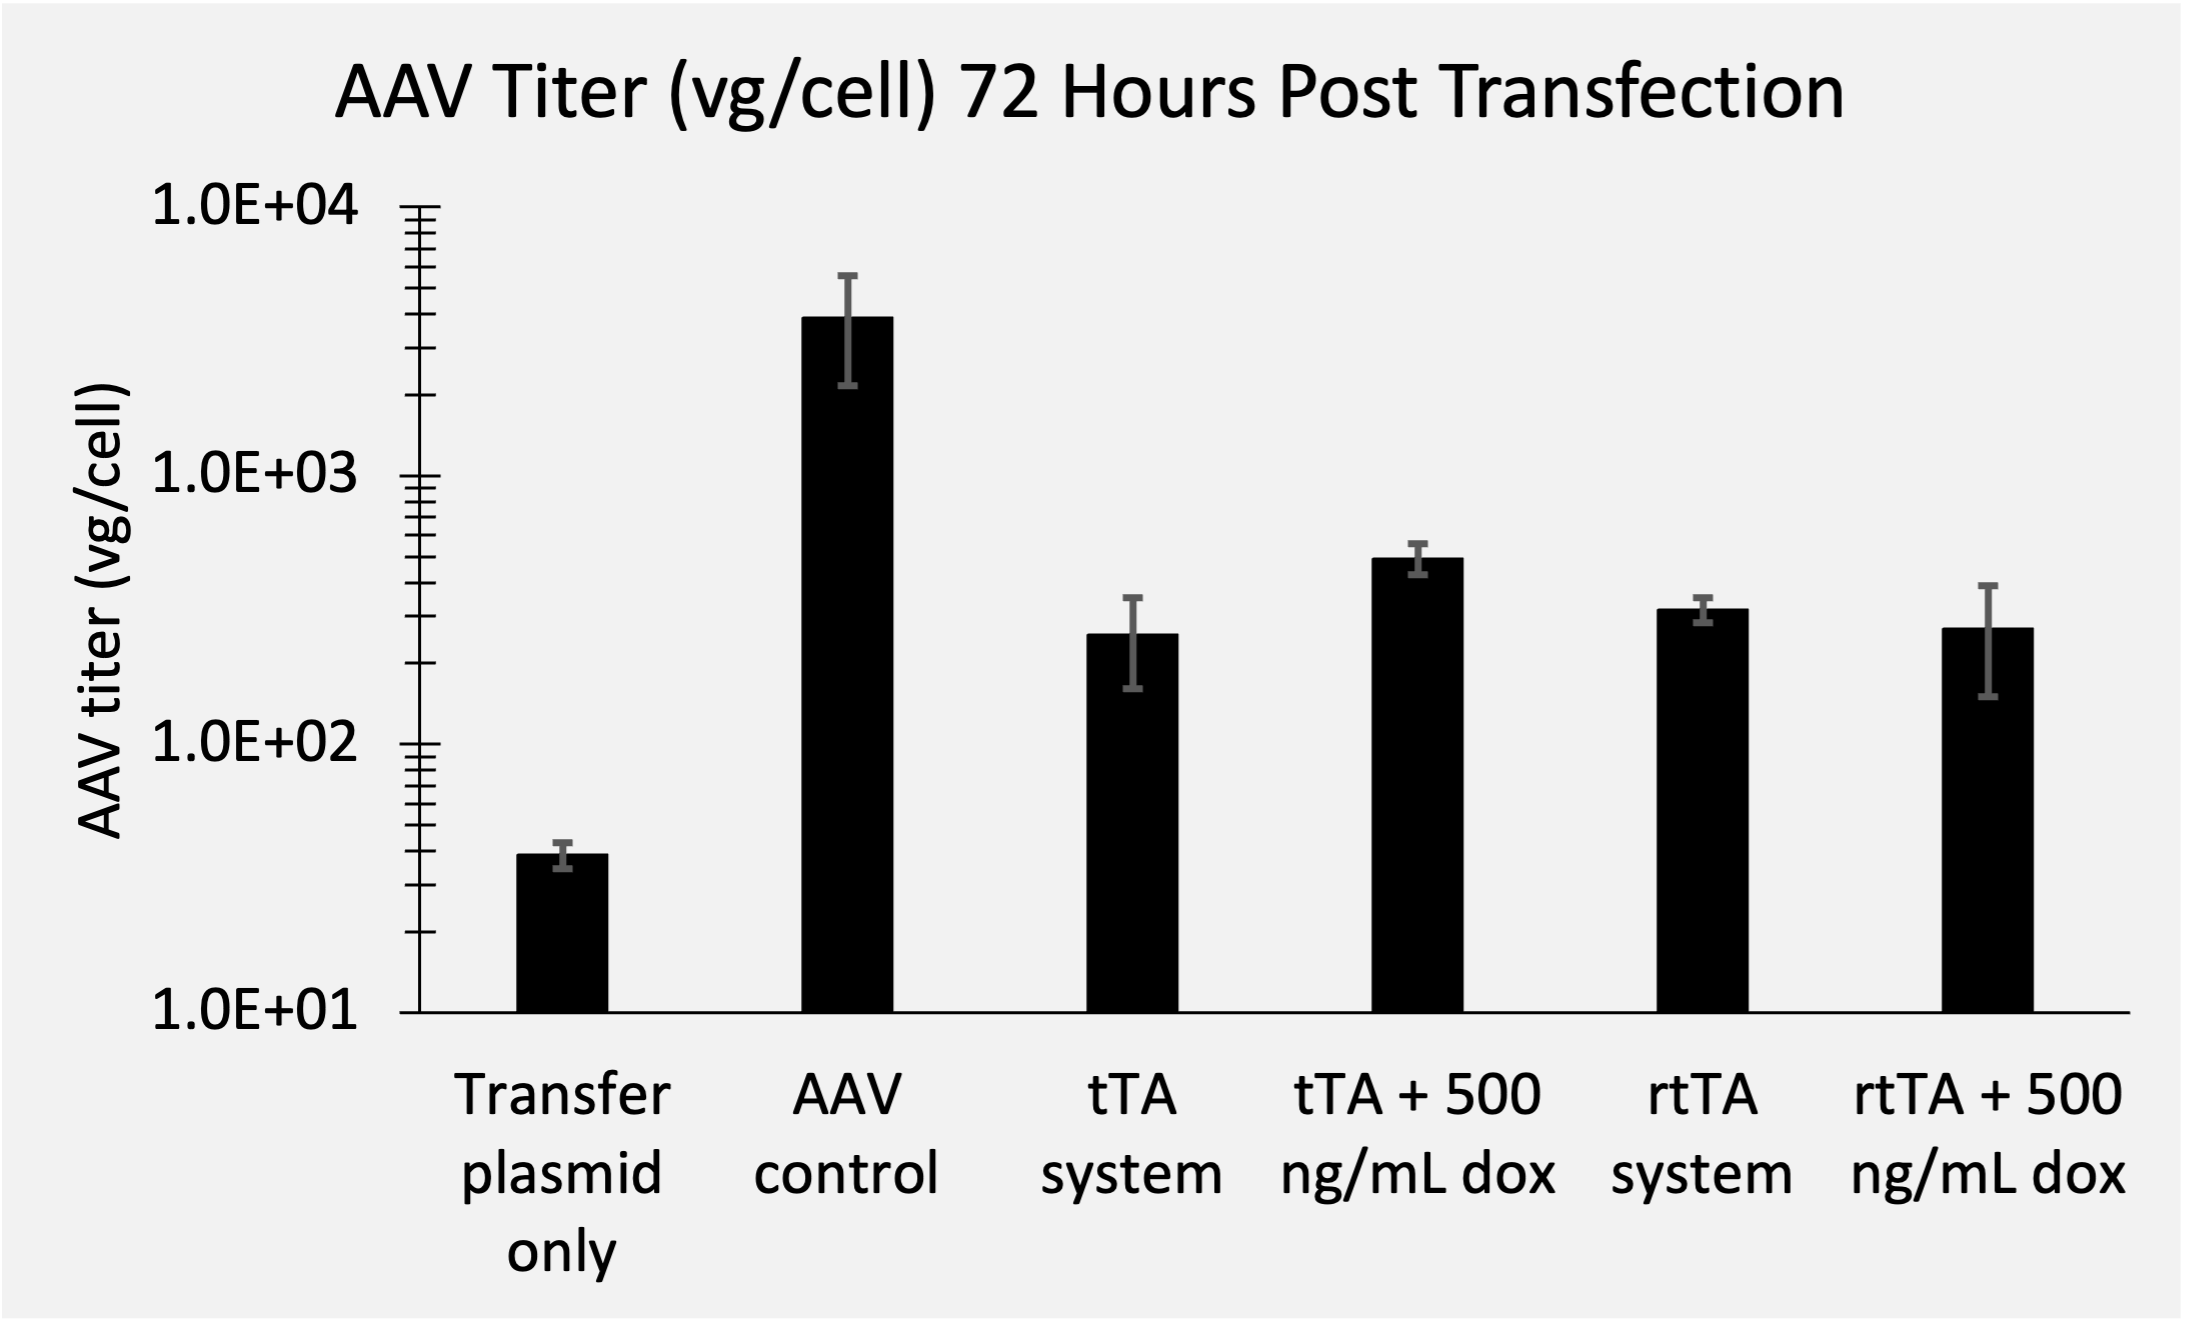 AAV Titer (vg/cell) 72 Hours Post Transfection
AAV titer (vg/cell)
1.0E+04
1.0E+03
1.0E+02
1.0E+01
Transfer
plasmid
only
AAV
control
tTA
system
tTA + 500
ng/mL dox
rtTA
system
rtTA + 500
ng/mL dox